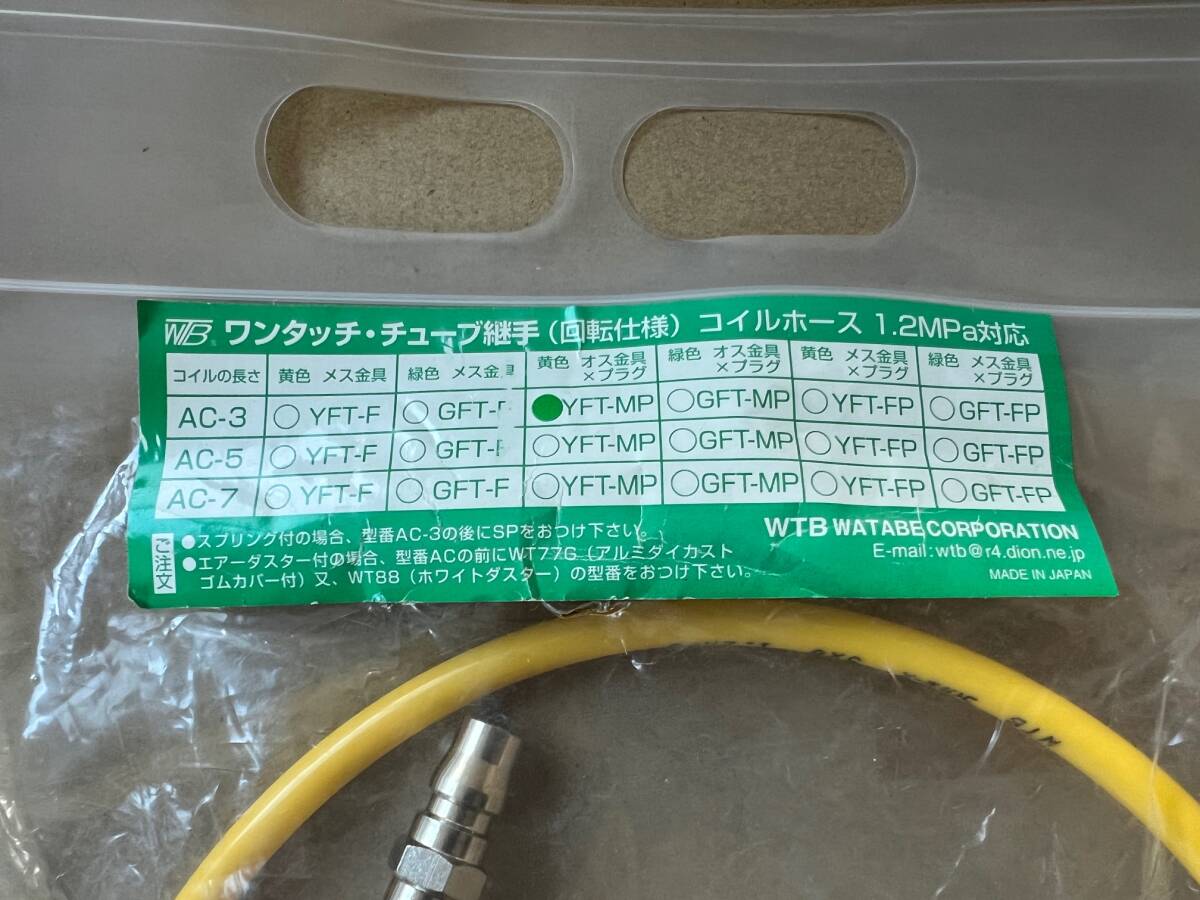 WTB ワンタッチ・チューブ継手(回転仕様) コイルホース 1.2MPa対応
コイルの長さ 黄色 メス金具 緑色 メス金 黄色 オス金具×プラグ 緑色 オス金具×プラグ 黄色 メス金具×プラグ 緑色 メス金具×プラグ
AC-3 ○ YFT-F ○ GFT-F ●YFT-MP ○GFT-MP ○YFT-FP ○GFT-FP
AC-5 ○ YFT-F ○ GFT-F ○YFT-MP ○GFT-MP ○YFT-FP ○GFT-FP
AC-7 ○ YFT-F ○ GFT-F ○YFT-MP ○GFT-MP ○YFT-FP ○GFT-FP
ご注文
●スプリング付の場合、型番AC-3の後にSPをおつけ下さい。
●エアーダスター付の場合、型番ACの前にWT77G(アルミダイカスト
ゴムカバー付)又、WT88(ホワイトダスター)の型番をおつけ下さい。
WTB WATABE CORPORATION
E-mail:wtb@r4.dion.ne.jp
MADE IN JAPAN
WTB